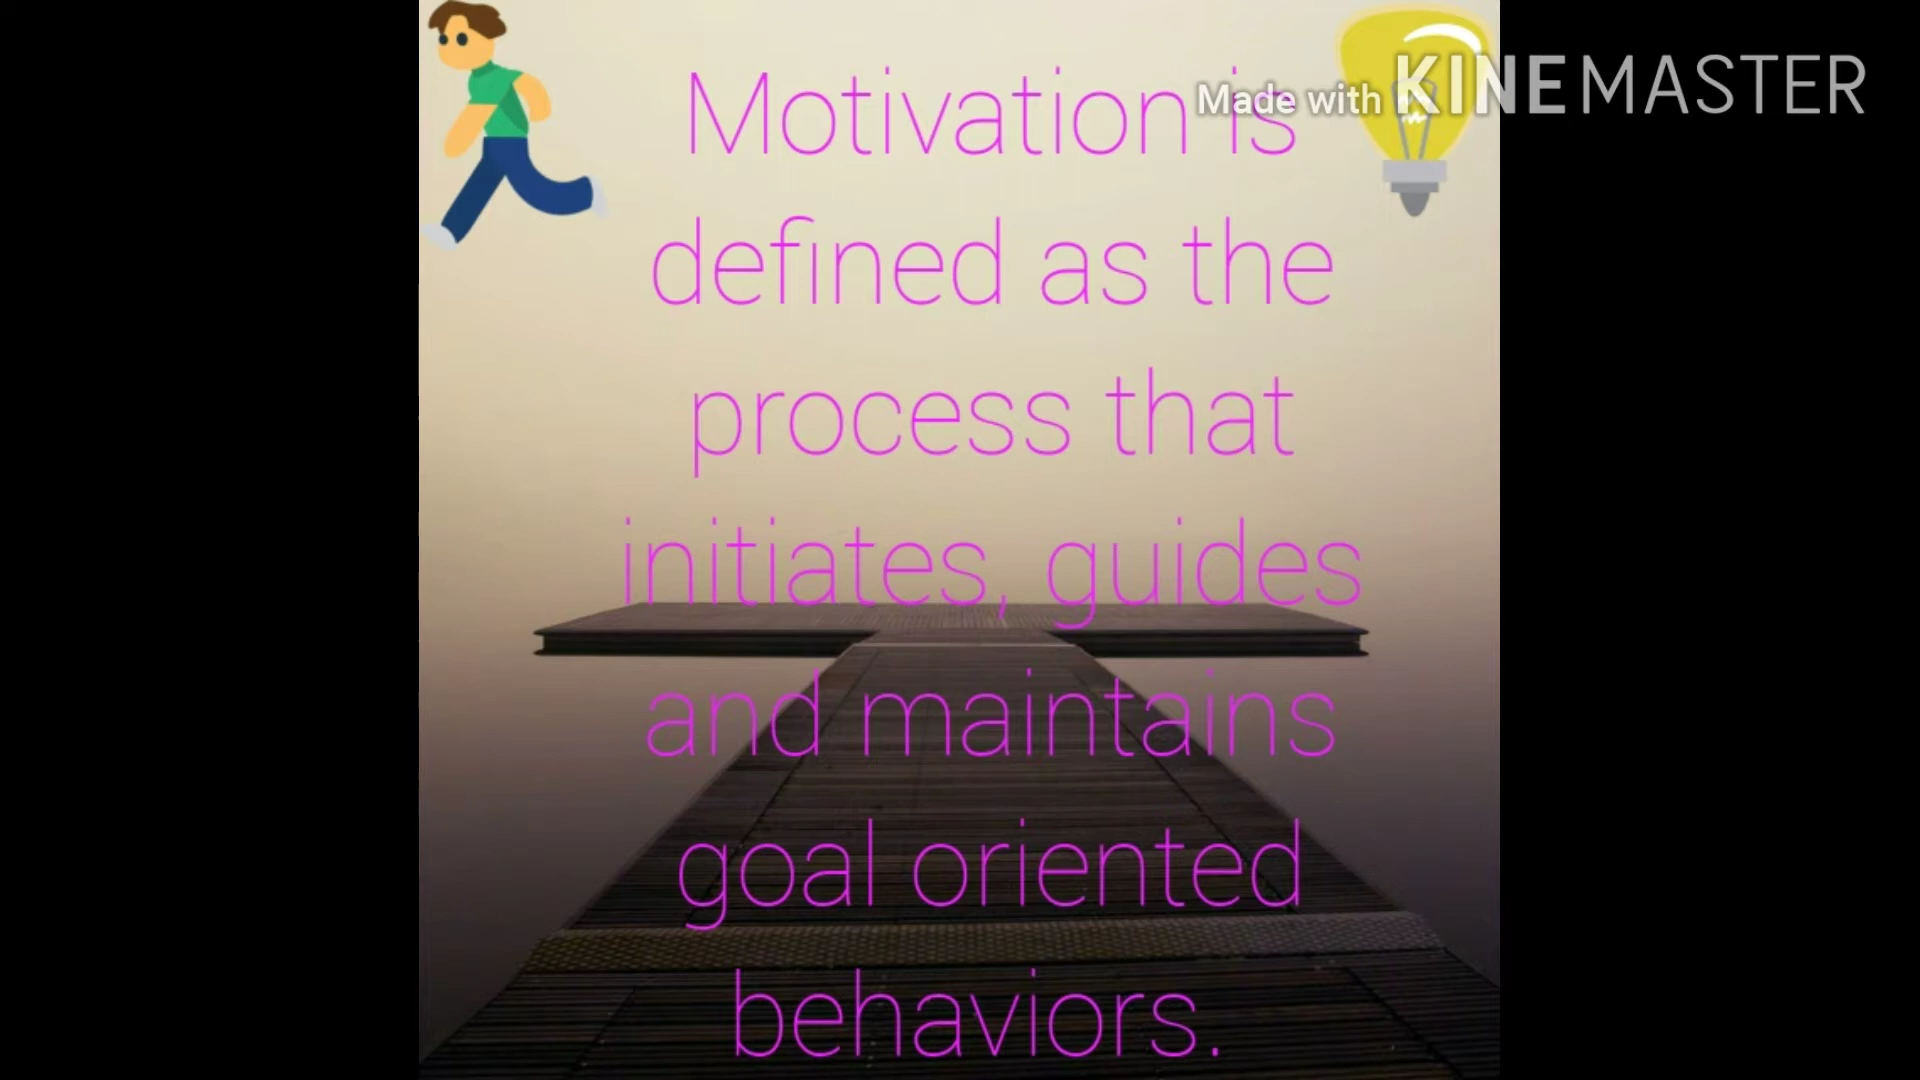 Motivation is
Made with KINEMASTER
defined as the
process that
initiates, guides
and maintains
goal oriented
behaviors.